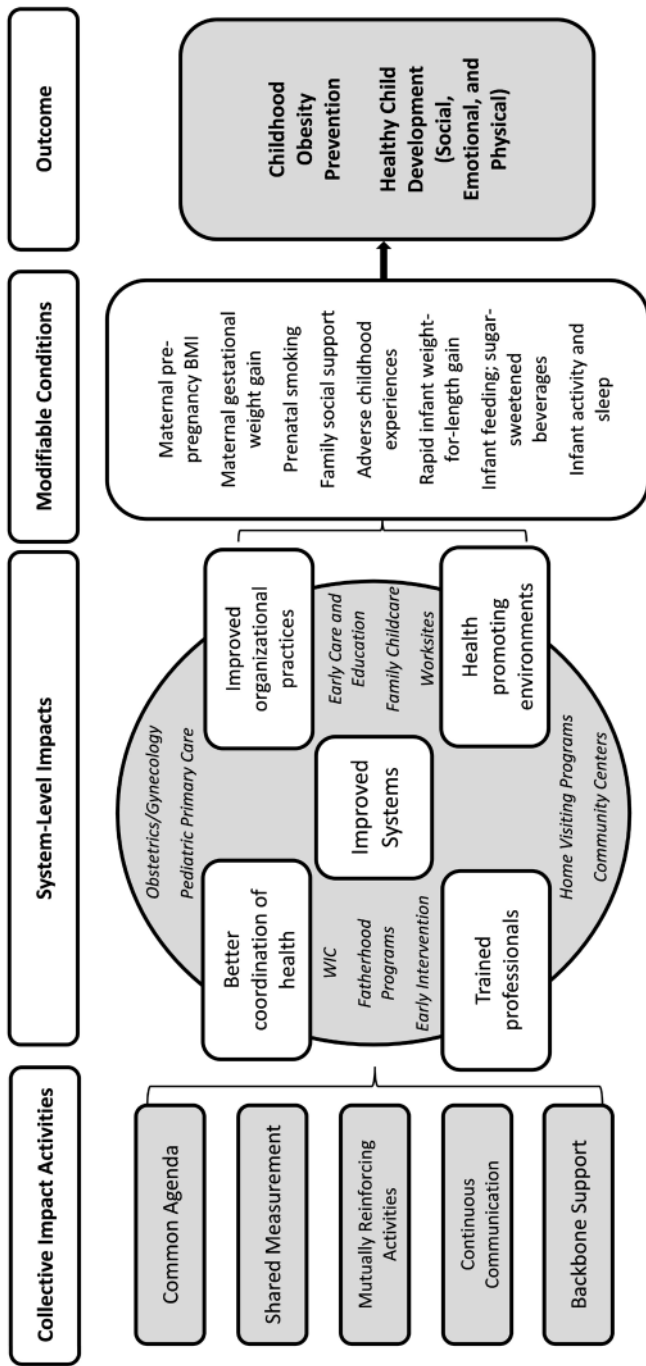 Collective Impact Activities
System-Level Impacts
Modifiable Conditions
Outcome
Common Agenda
Shared Measurement
Mutually Reinforcing
Activities
Continuous
Communication
Backbone Support
Obstetrics/Gynecology
Pediatric Primary Care
Better
coordination of
health
Improved
organizational
practices
WIC
Fatherhood
Programs
Early Intervention
Improved
Systems
Early Care and
Education
Family Childcare
Worksites
Trained
professionals
Health
promoting
environments
Home Visiting Programs
Community Centers
Maternal pre-
pregnancy BMI
Maternal gestational
weight gain
Prenatal smoking
Family social support
Adverse childhood
experiences
Rapid infant weight-
for-length gain
Infant feeding; sugar-
sweetened
beverages
Infant activity and
sleep
Childhood
Obesity
Prevention
Healthy Child
Development
(Social,
Emotional, and
Physical)